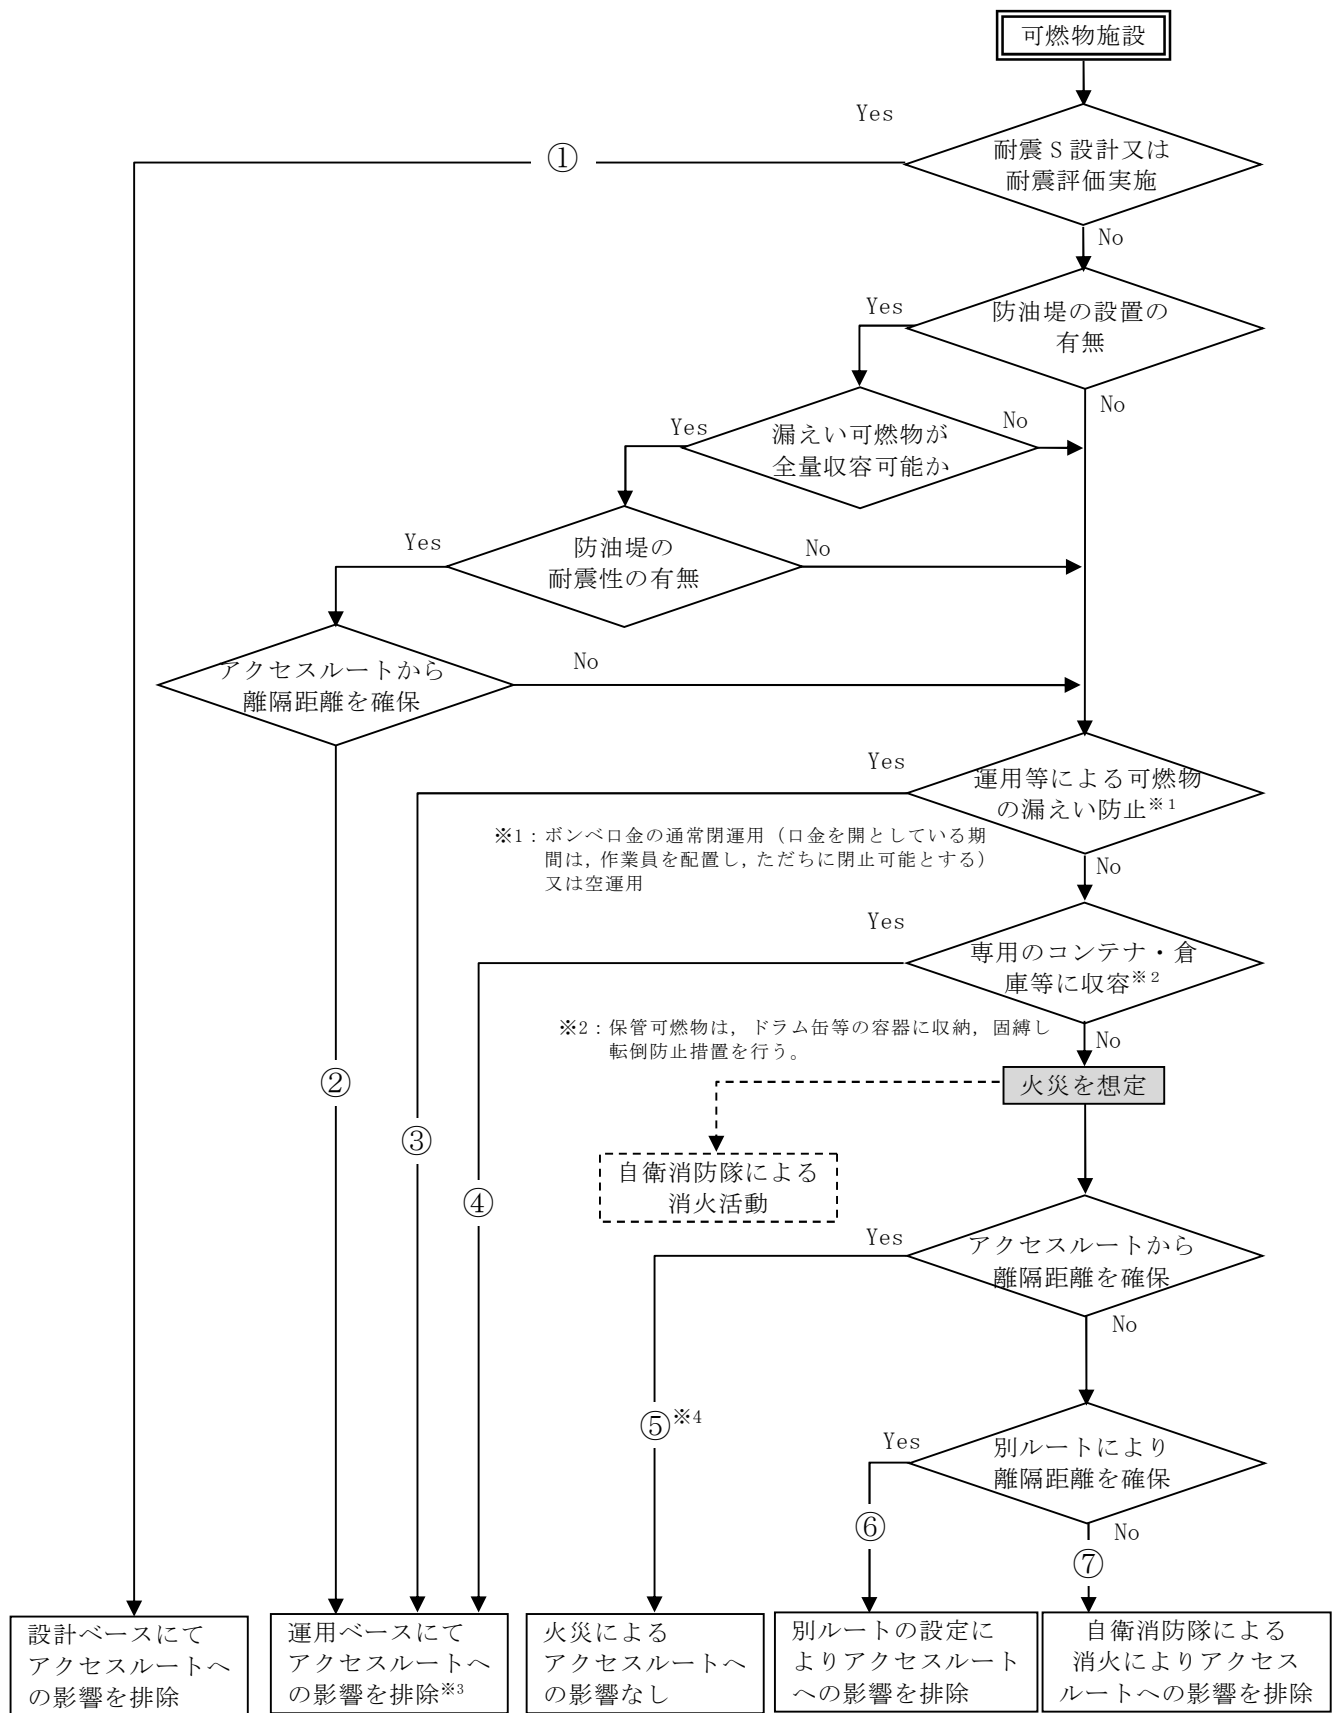 可燃物施設
Yes
①
耐震Ｓ設計又は
耐震評価実施
No
Yes
防油堤の設置の
有無
No
Yes
漏えい可燃物が
全量収容可能か
No
Yes
防油堤の
耐震性の有無
No
アクセスルートから
離隔距離を確保
No
Yes
運用等による可燃物
の漏えい防止※1
※1：ボンベ口金の通常閉運用（口金を開としている期
間は，作業員を配置し，ただちに閉止可能とする）
又は空運用
No
Yes
専用のコンテナ・倉
庫等に収容※2
※2：保管可燃物は，ドラム缶等の容器に収納，固縛し
転倒防止措置を行う。
No
②
火災を想定
③
自衛消防隊による
消火活動
④
Yes
アクセスルートから
離隔距離を確保
No
⑤※4
Yes
別ルートにより
離隔距離を確保
No
⑥
⑦
設計ベースにて
アクセスルートへ
の影響を排除
運用ベースにて
アクセスルートへ
の影響を排除※3
火災による
アクセスルートへ
の影響なし
別ルートの設定に
よりアクセスルート
への影響を排除
自衛消防隊による
消火によりアクセス
ルートへの影響を排除